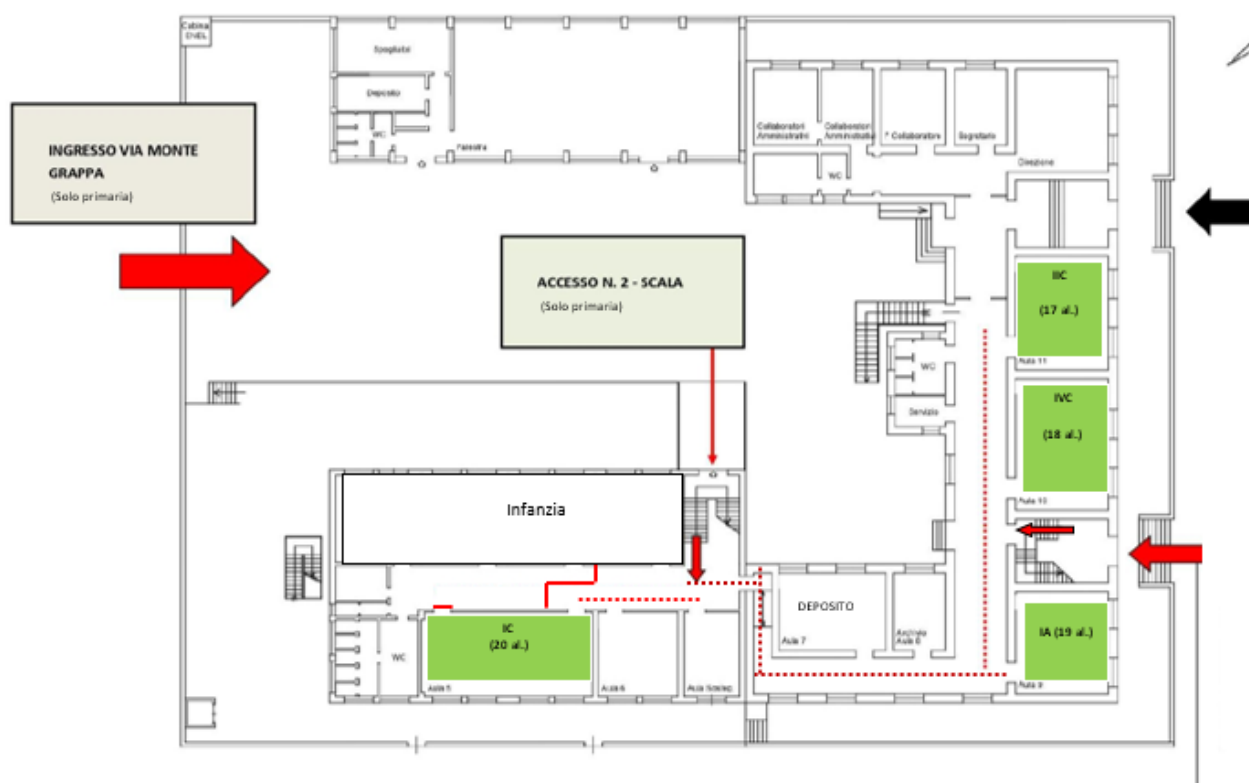 Cabina
ENEL
Spogliatoi
Deposito
WC
Palestra
INGRESSO VIA MONTE
GRAPPA
(Solo primaria)
Collaboratori
Amministrativi
Collaboratori
Amministrativi
1° Collaboratore
Segretario
Direzione
WC
ACCESSO N. 2 - SCALA
(Solo primaria)
IIC
(17 al.)
Aula 11
WC
Servizio
IVC
(18 al.)
Aula 10
Infanzia
IC
(20 al.)
WC
Aula 5
Aula 6
Aula Sosteg.
DEPOSITO
Aula 7
Archivio
Aula 8
IA (19 al.)
Aula 9